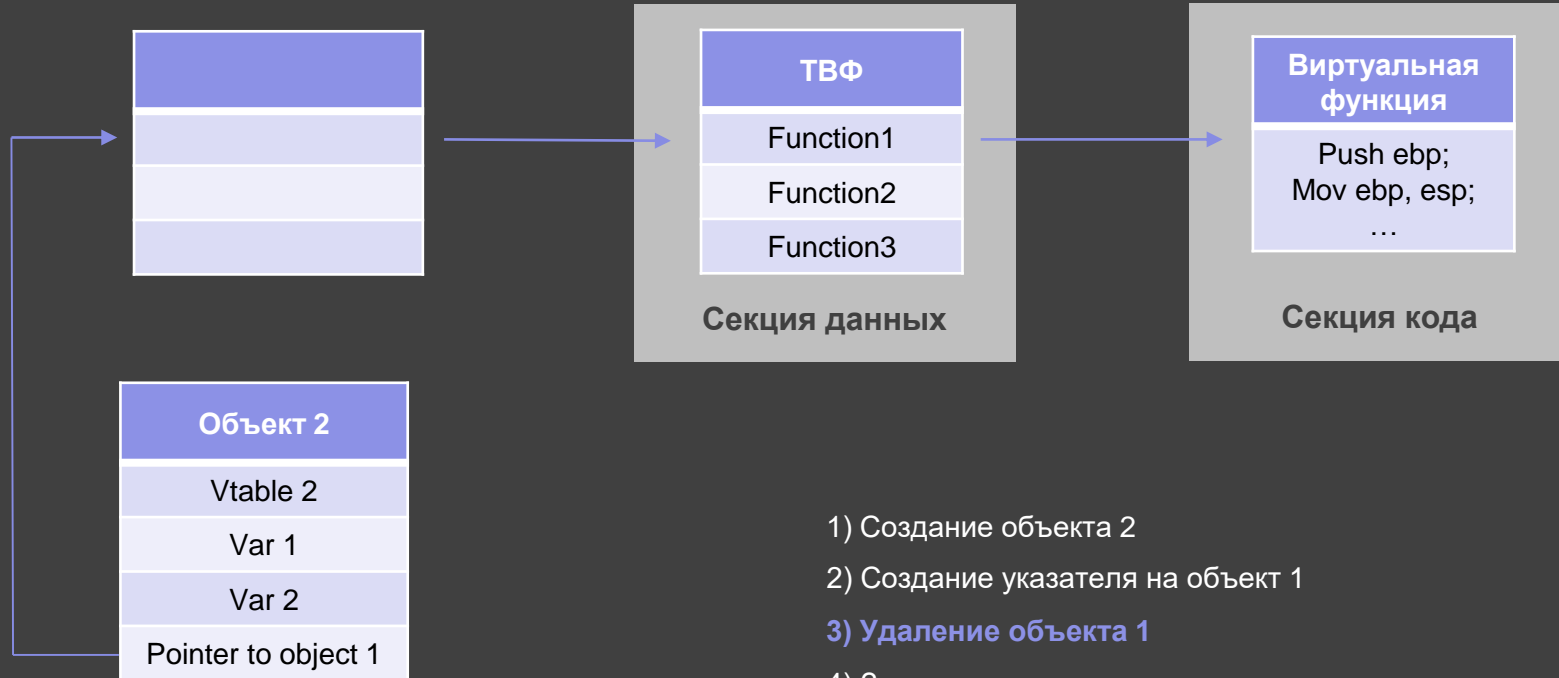 ТВФ
Function1
Function2
Function3
Секция данных
Виртуальная
функция
Push ebp;
Mov ebp, esp;
…
Секция кода
Объект 2
Vtable 2
Var 1
Var 2
Pointer to object 1
1) Создание объекта 2
2) Создание указателя на объект 1
3) Удаление объекта 1